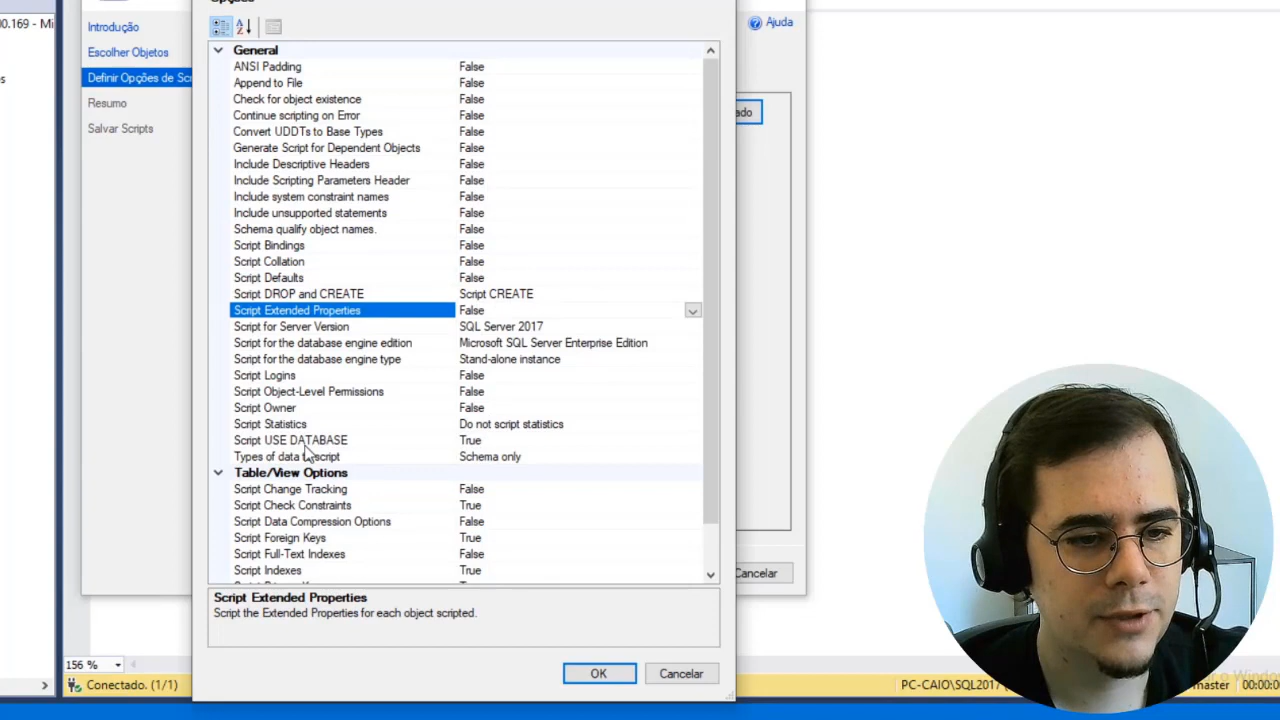 Opções
0.169 - Mi
Introdução
Escolher Objetos
Definir Opções de Scr
Resumo
Salvar Scripts
Ajuda
ado
General
ANSI Padding False
Append to File False
Check for object existence False
Continue scripting on Error False
Convert UDDTs to Base Types False
Generate Script for Dependent Objects False
Include Descriptive Headers False
Include Scripting Parameters Header False
Include system constraint names False
Include unsupported statements False
Schema qualify object names. False
Script Bindings False
Script Collation False
Script Defaults False
Script DROP and CREATE Script CREATE
Script Extended Properties False
Script for Server Version SQL Server 2017
Script for the database engine edition Microsoft SQL Server Enterprise Edition
Script for the database engine type Stand-alone instance
Script Logins False
Script Object-Level Permissions False
Script Owner False
Script Statistics Do not script statistics
Script USE DATABASE True
Types of data to script Schema only
Table/View Options
Script Change Tracking False
Script Check Constraints True
Script Data Compression Options False
Script Foreign Keys True
Script Full-Text Indexes False
Script Indexes True
Script Extended Properties
Script the Extended Properties for each object scripted.
OK Cancelar
Cancelar
156 %
Conectado. (1/1)
PC-CAIO\SQL2017
master 00:00:0